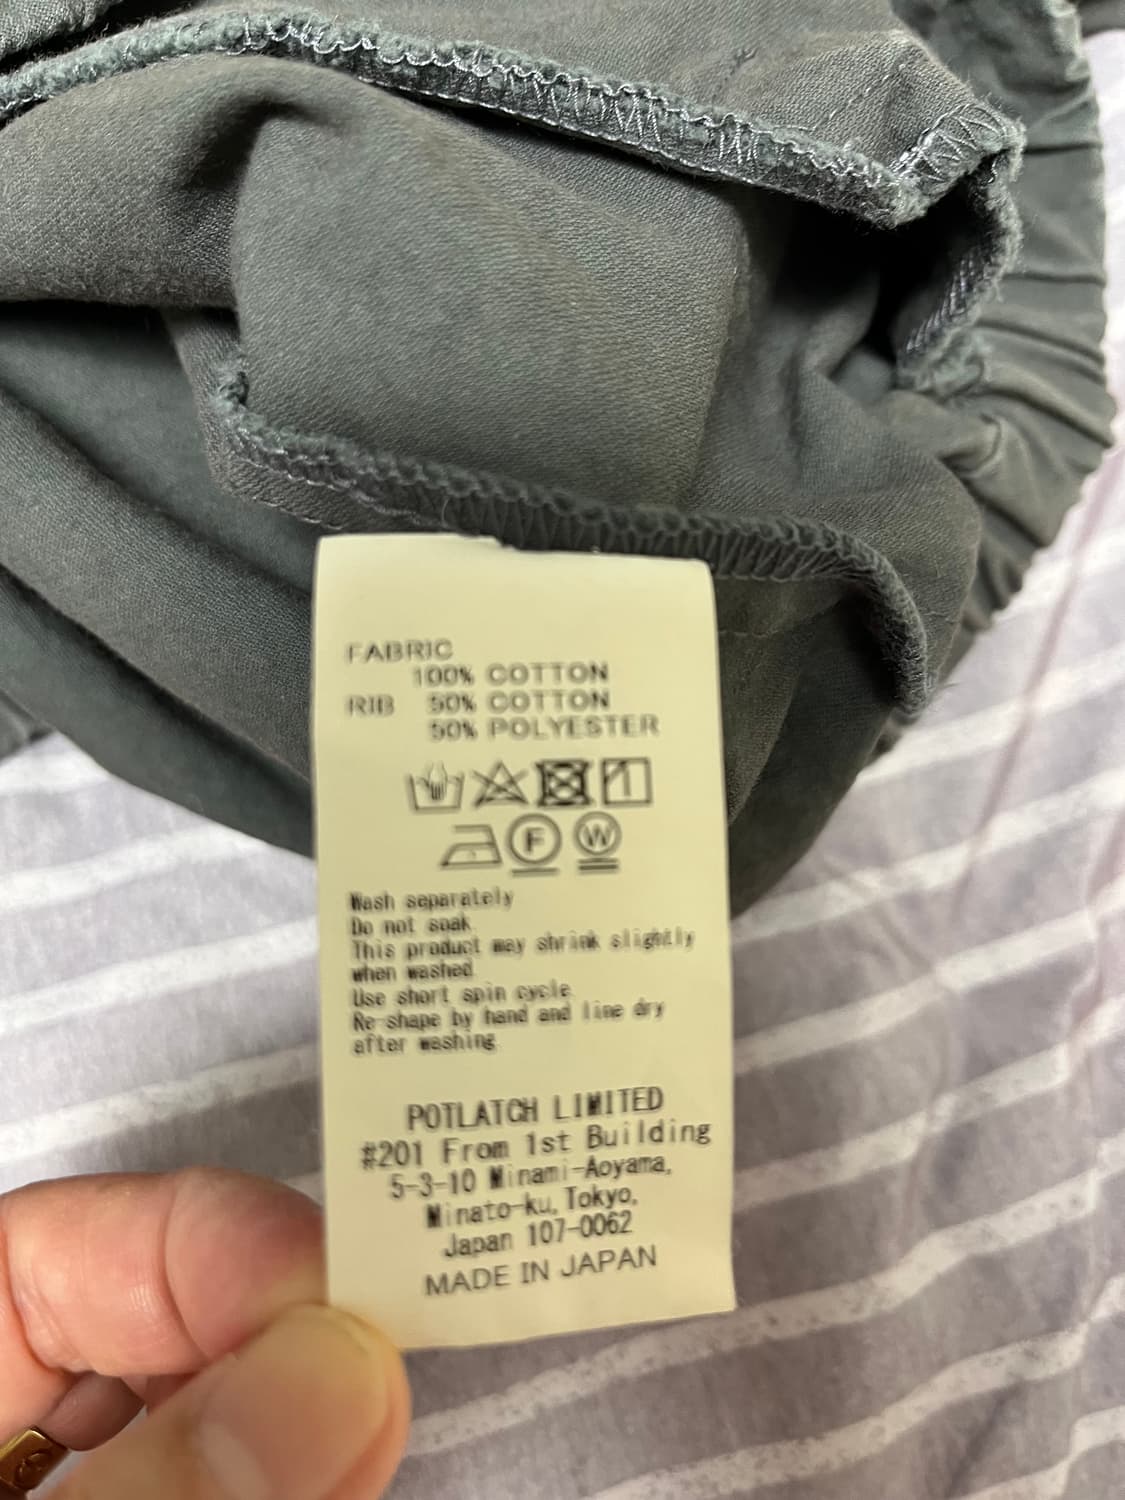 FABRIC
100% COTTON
RIB 50% COTTON
50% POLYESTER
F W
Wash separately
Do not soak
This product may shrink slightly
when washed
Use short spin cycle
Re-shape by hand and line dry
after washing
POTLATCH LIMITED
#201 From 1st Building
5-3-10 Minami-Aoyama,
Minato-ku, Tokyo,
Japan 107-0062
MADE IN JAPAN